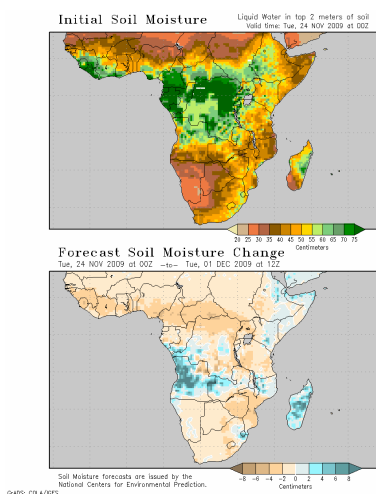 Initial Soil Moisture
Liquid Water in top 2 meters of soil
Valid time: Tue, 24 NOV 2009 at 00Z
20 25 30 35 40 45 50 55 60 65 70 75
Centimeters
Forecast Soil Moisture Change
Tue, 24 NOV 2009 at 00Z —to— Tue, 01 DEC 2009 at 12Z
Soil Moisture forecasts are issued by the
National Centers for Environmental Prediction.
-8 -6 -4 -2 0 2 4 6 8
Centimeters
GrADS: COLA/IGES